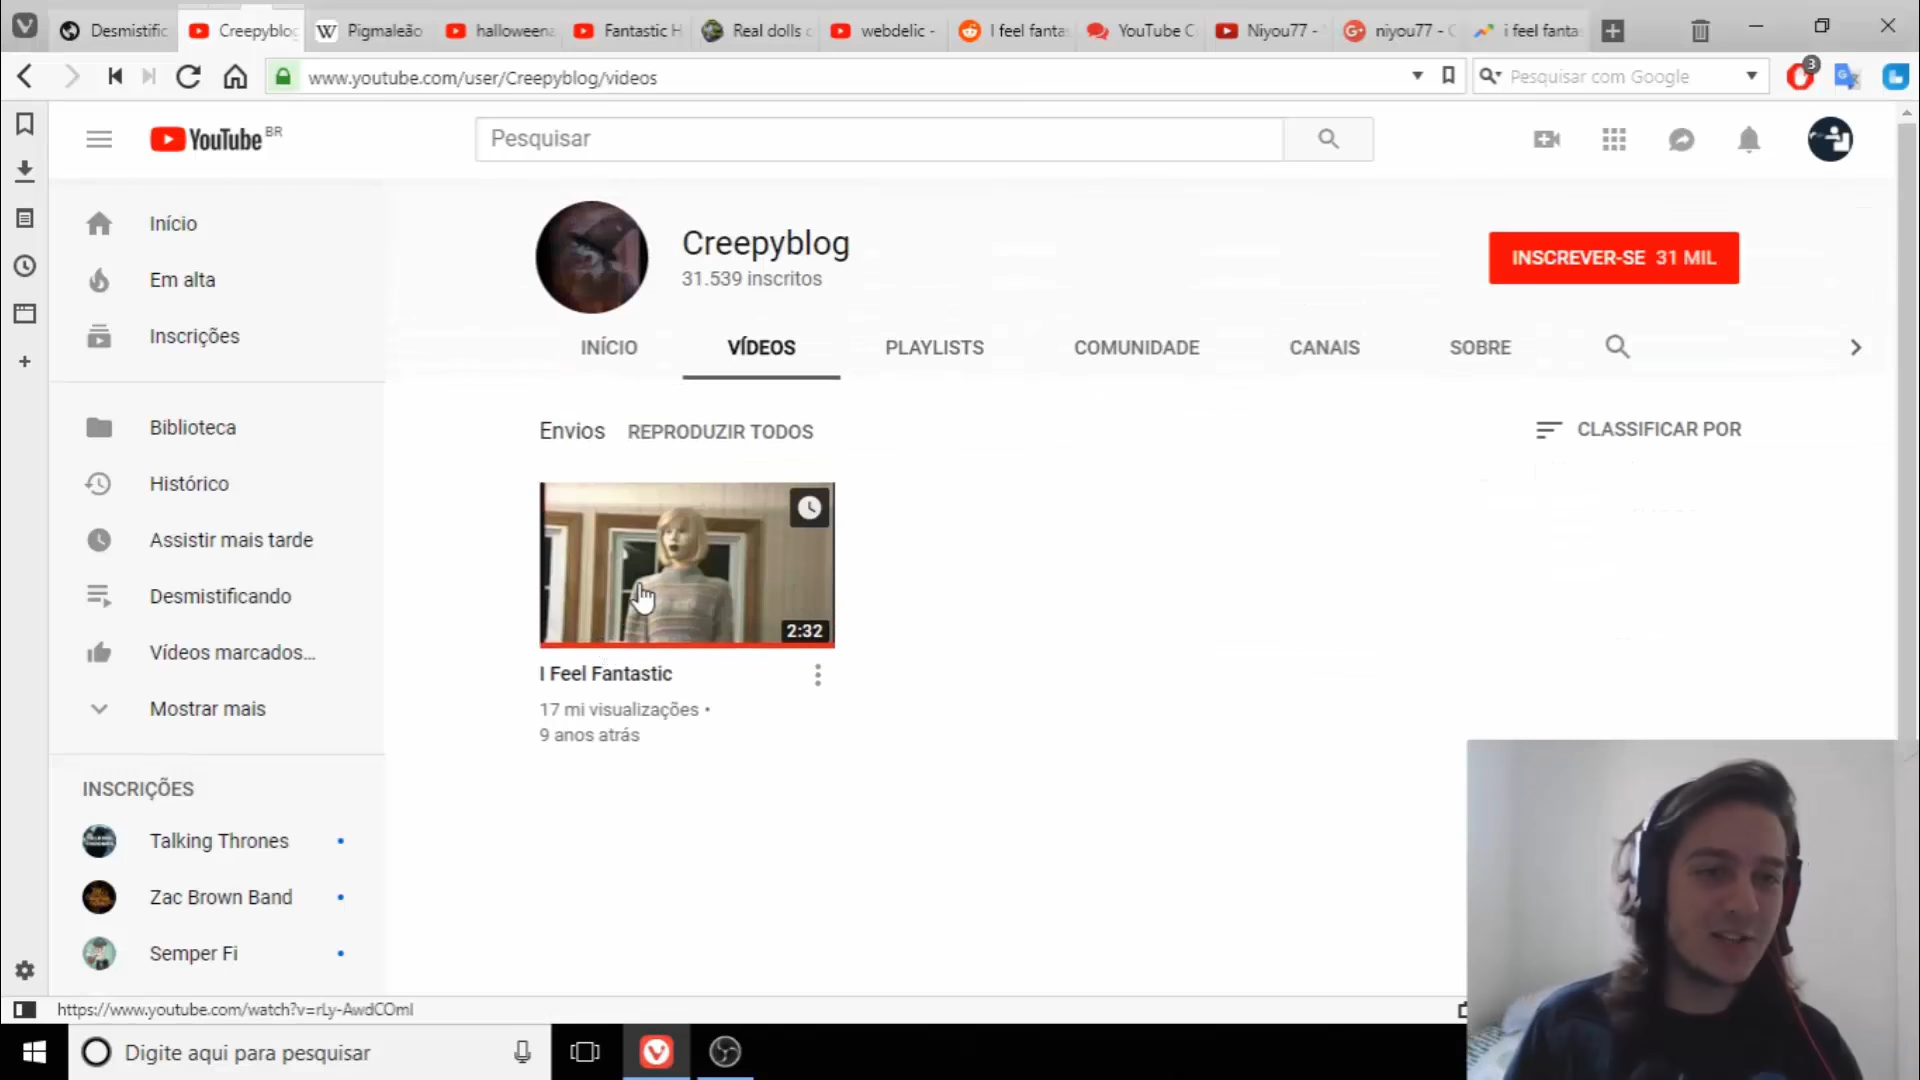 Desmistific
Creepyblog
Pigmaleão
halloweena
Fantastic H
Real dolls c
webdelic -
I feel fanta
YouTube C
Niyou77 -
niyou77 - G
i feel fanta
www.youtube.com/user/Creepyblog/videos
Pesquisar com Google
3
YouTube BR
Pesquisar
Início
Em alta
Inscrições
Biblioteca
Histórico
Assistir mais tarde
Desmistificando
Vídeos marcados...
Mostrar mais
INSCRIÇÕES
Talking Thrones
Zac Brown Band
Semper Fi
Creepyblog
31.539 inscritos
INSCREVER-SE 31 MIL
INÍCIO
VÍDEOS
PLAYLISTS
COMUNIDADE
CANAIS
SOBRE
Envios
REPRODUZIR TODOS
CLASSIFICAR POR
2:32
I Feel Fantastic
17 mi visualizações •
9 anos atrás
https://www.youtube.com/watch?v=rLy-AwdCOmI
Digite aqui para pesquisar